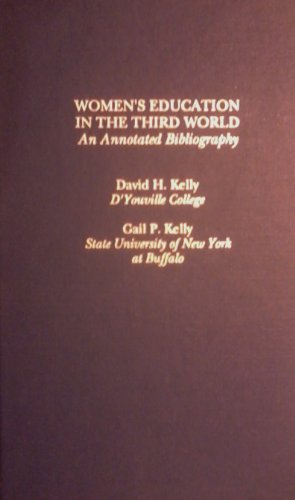 WOMEN'S EDUCATION
IN THE THIRD WORLD
An Annotated Bibliography
David H. Kelly
D'Youville College
Gail P. Kelly
State University of New York
at Buffalo